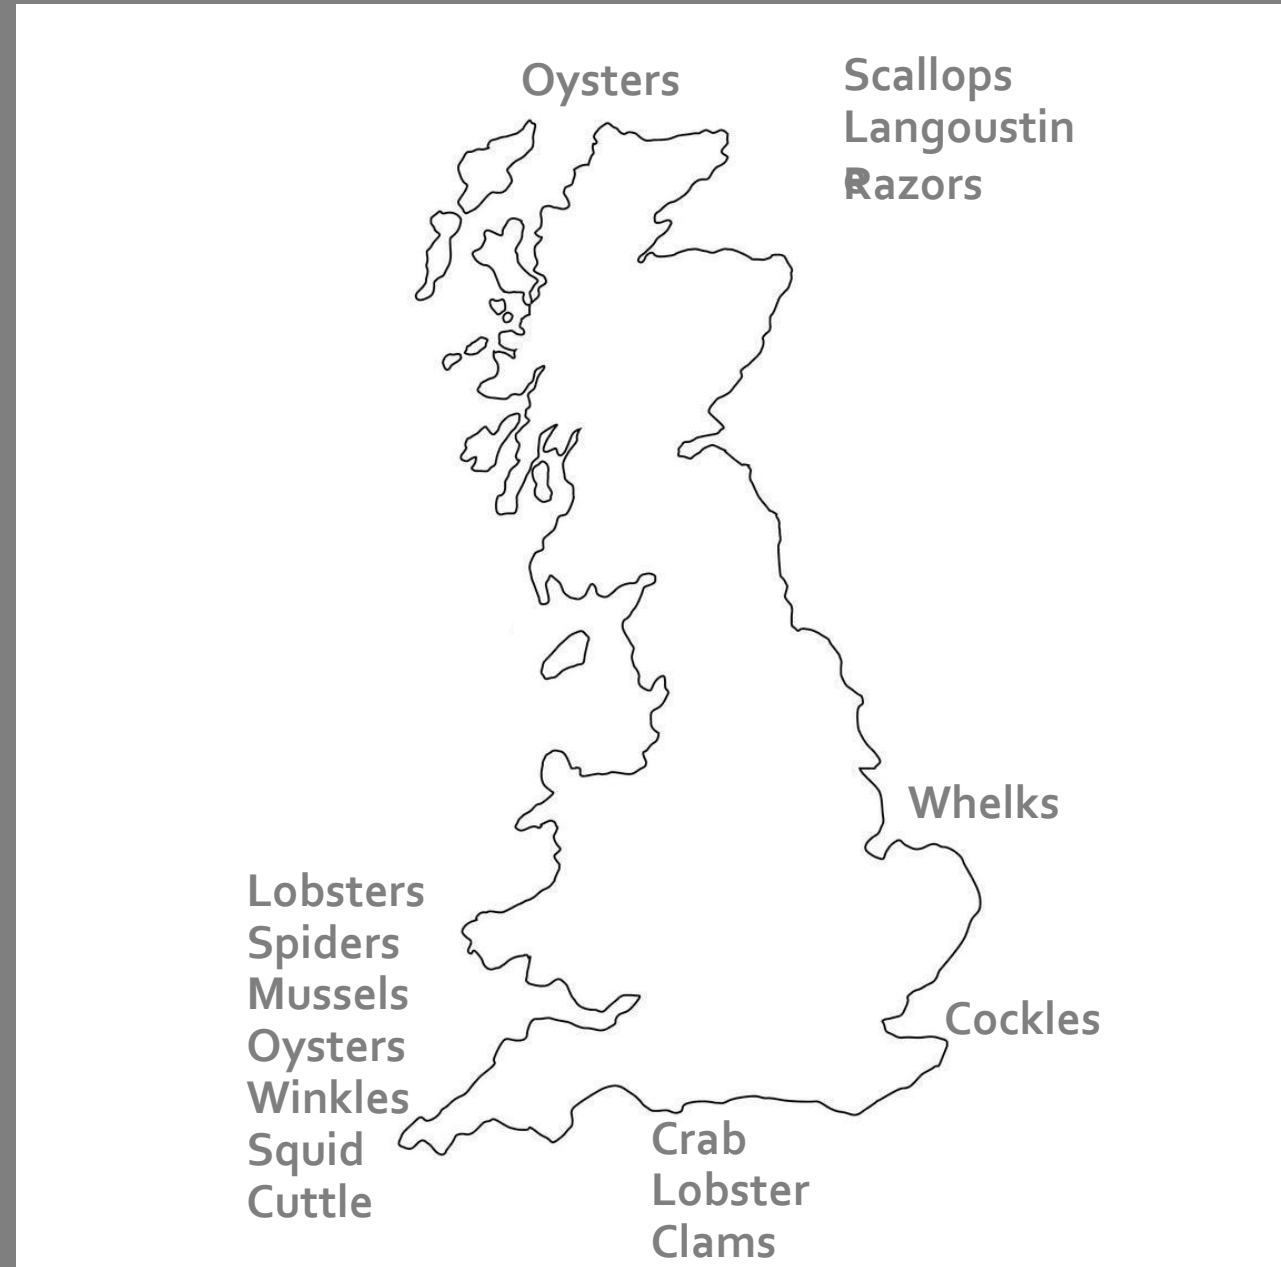 Oysters
Scallops
Langoustin
e
Razors
Whelks
Lobsters
Spiders
Mussels
Oysters
Winkles
Squid
Cuttle
Cockles
Crab
Lobster
Clams